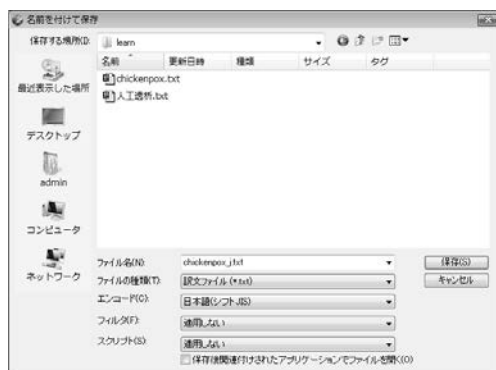 名前を付けて保存
保存する場所(I):
learn
名前 更新日時 種類 サイズ タグ
chickenpox.txt
人工透析.txt
最近表示した場所
デスクトップ
admin
コンピュータ
ネットワーク
ファイル名(N): chickenpox_j.txt 保存(S)
ファイルの種類(T): 訳文ファイル (*.txt) キャンセル
エンコード(C): 日本語(シフトJIS)
フィルタ(F): 適用しない
スクリプト(S): 適用しない
保存後関連付けされたアプリケーションでファイルを開く(O)